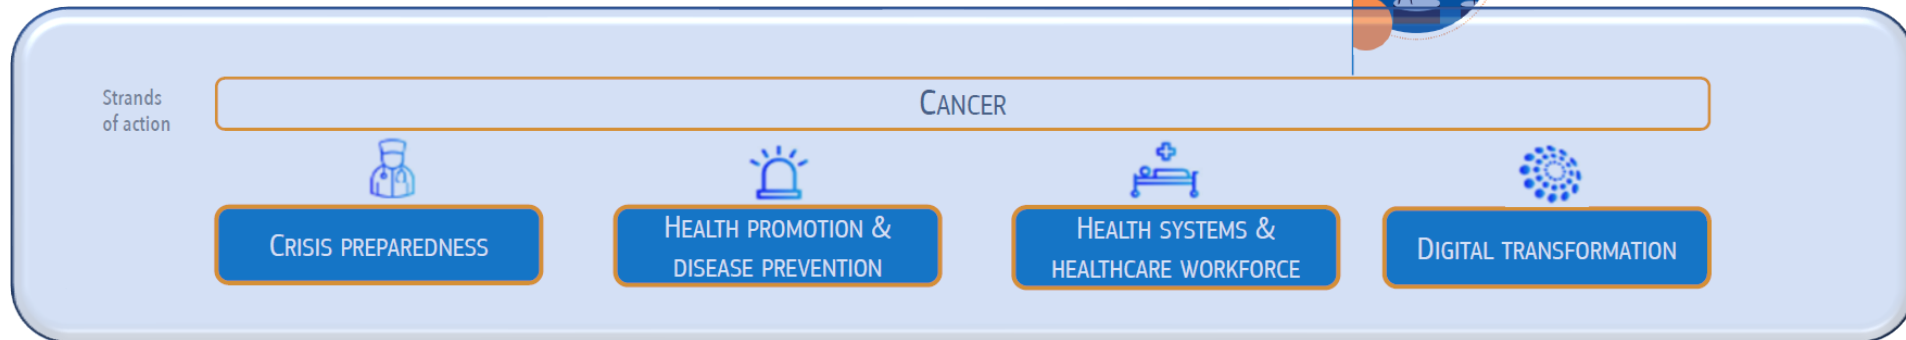 Strands
of action
CANCER
CRISIS PREPAREDNESS
HEALTH PROMOTION &
DISEASE PREVENTION
HEALTH SYSTEMS &
HEALTHCARE WORKFORCE
DIGITAL TRANSFORMATION